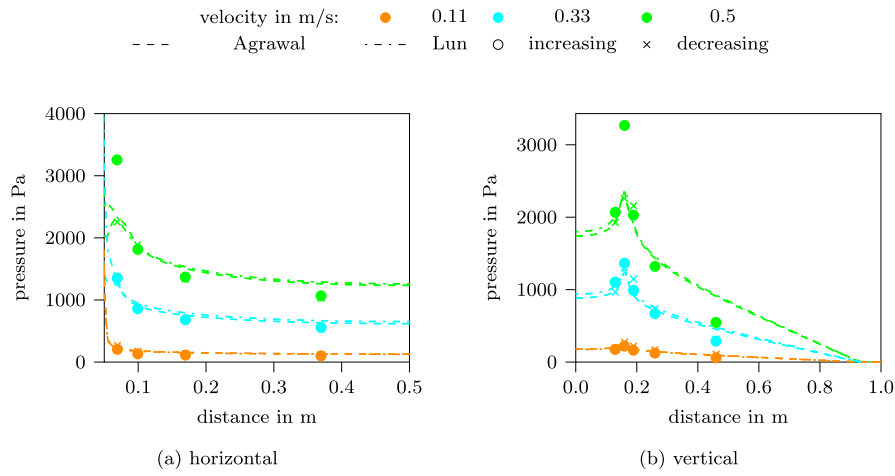 velocity in m/s: 0.11 0.33 0.5
Agrawal Lun increasing decreasing
4000
3000
2000
1000
0
pressure in Pa
0.1 0.2 0.3 0.4 0.5
distance in m
(a) horizontal
3000
2000
1000
0
pressure in Pa
0.0 0.2 0.4 0.6 0.8 1.0
distance in m
(b) vertical